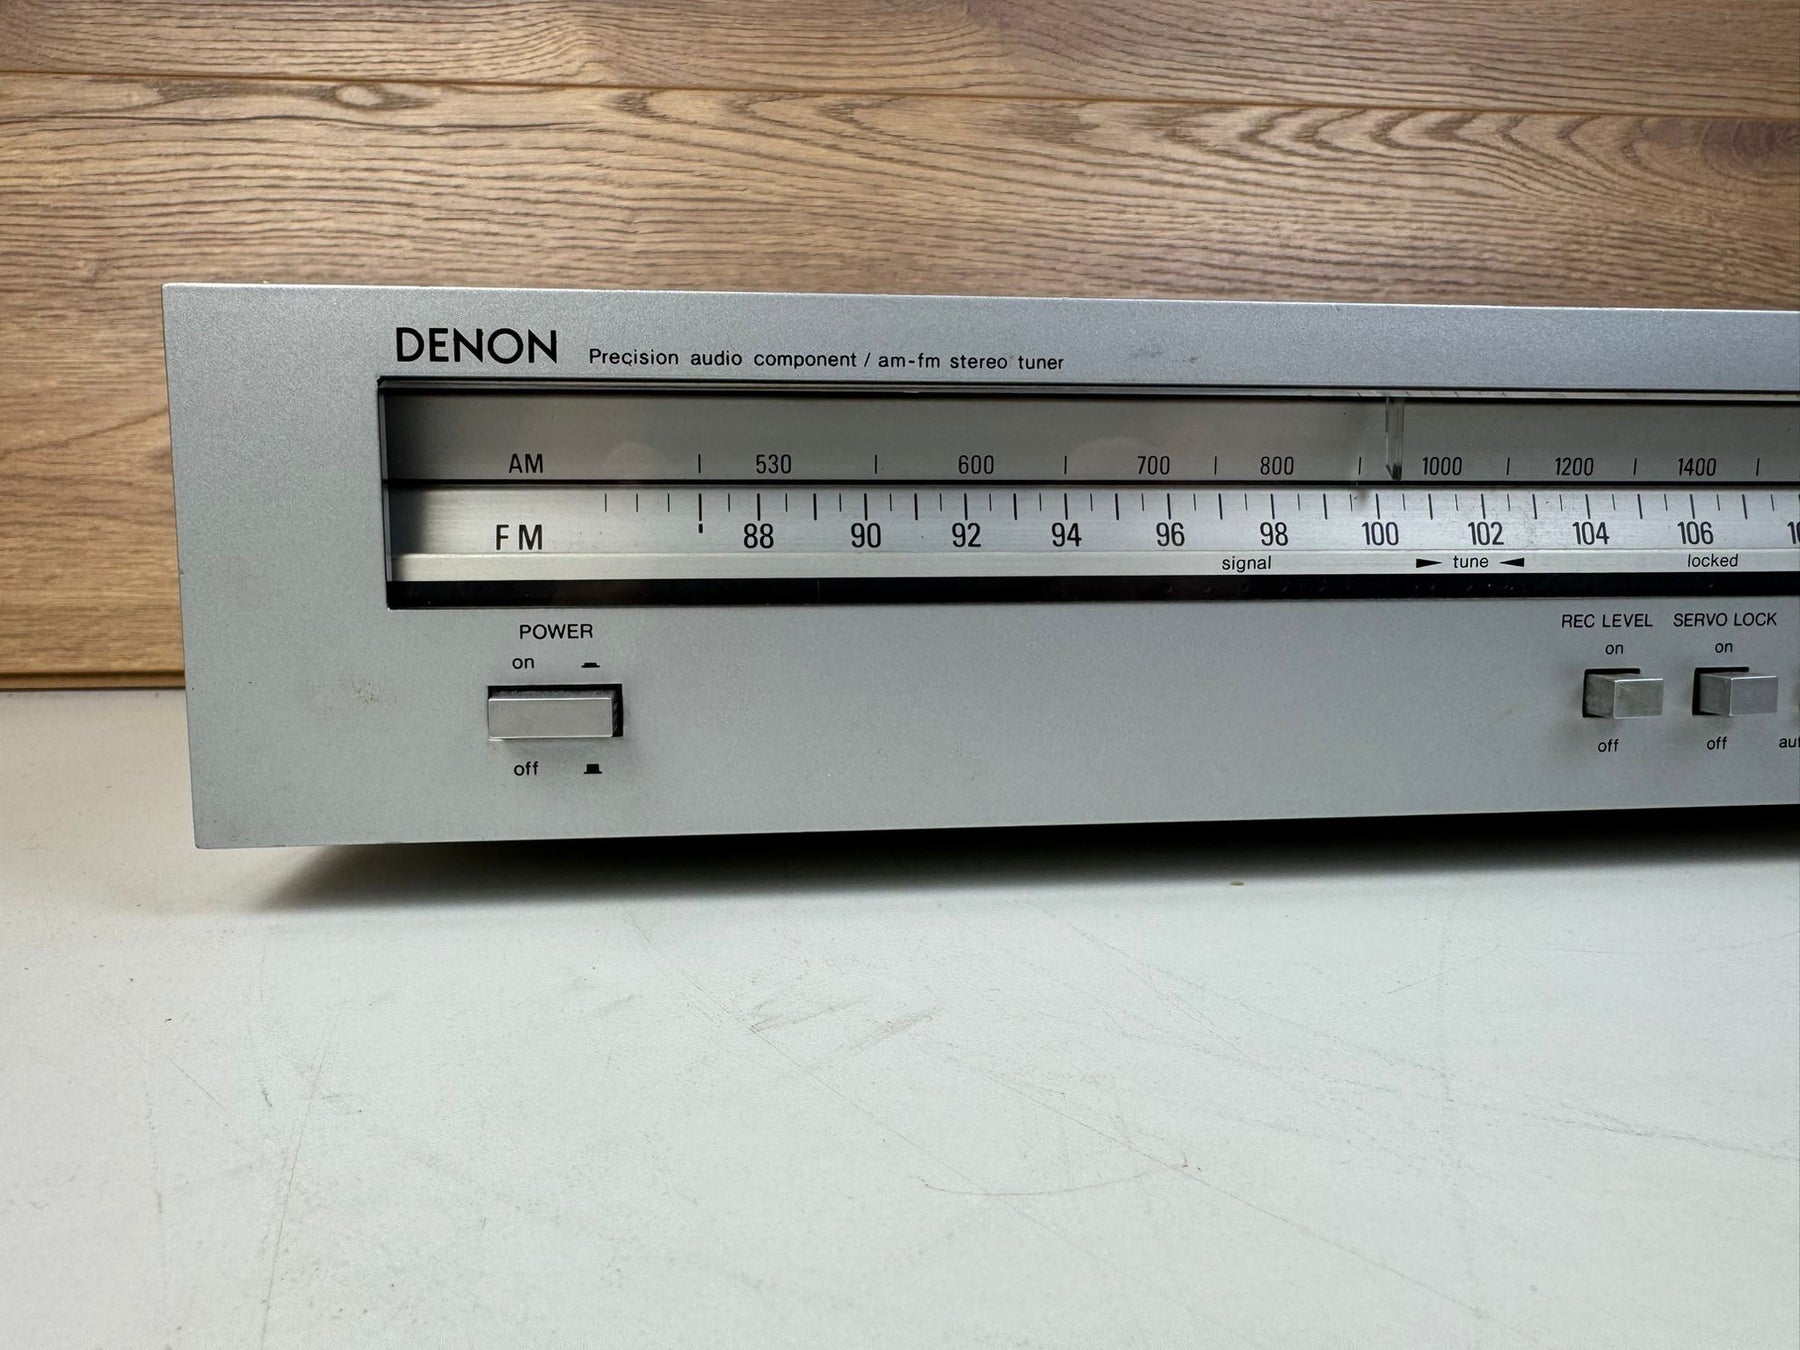 DENON Precision audio component / am-fm stereo tuner
AM 530 600 700 800 1000 1200 1400
FM 88 90 92 94 96 98 100 102 104 106
signal tune locked
POWER
on
off
REC LEVEL
on
off
SERVO LOCK
on
off